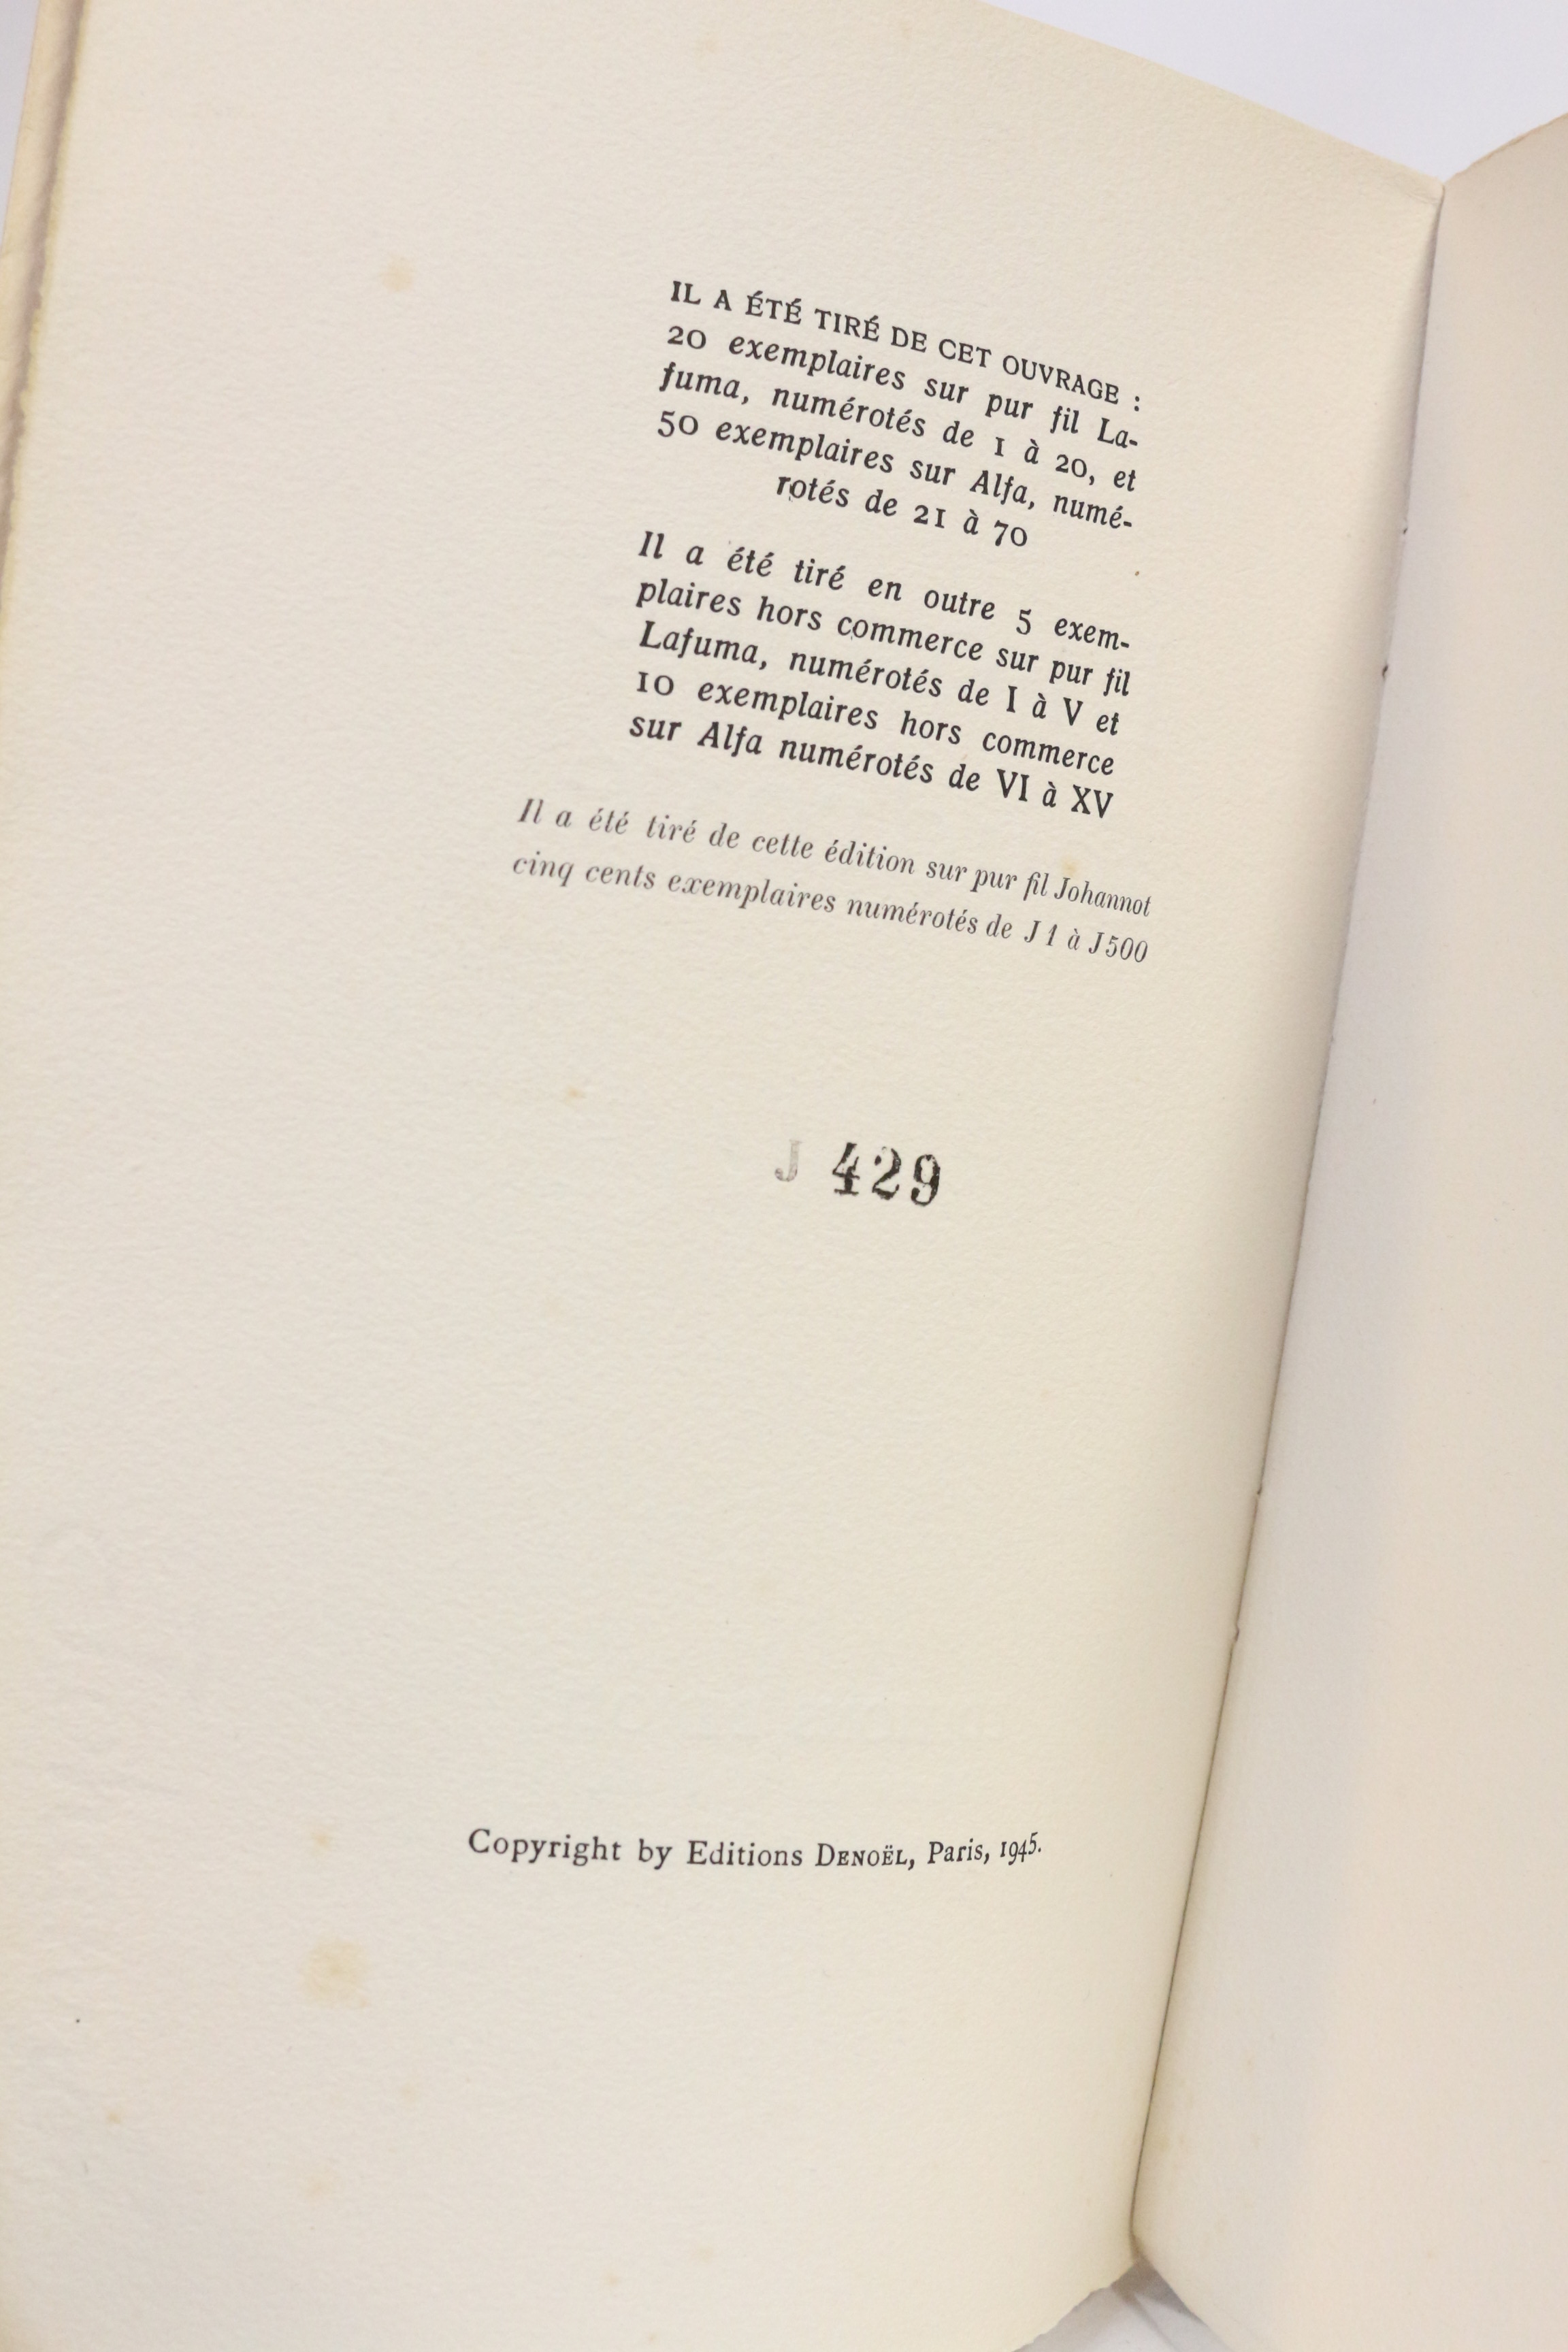 IL A ÉTÉ TIRÉ DE CET OUVRAGE :
20 exemplaires sur pur fil La-
fuma, numérotés de 1 à 20, et
50 exemplaires sur Alfa, numé-
rotés de 21 à 70
Il a été tiré en outre 5 exem-
plaires hors commerce sur pur fil
Lafuma, numérotés de I à V et
10 exemplaires hors commerce
sur Alfa numérotés de VI à XV
Il a été tiré de cette édition sur pur fil Johannot
cinq cents exemplaires numérotés de J 1 à J 500
J 429
Copyright by Editions DENOËL, Paris, 1945.